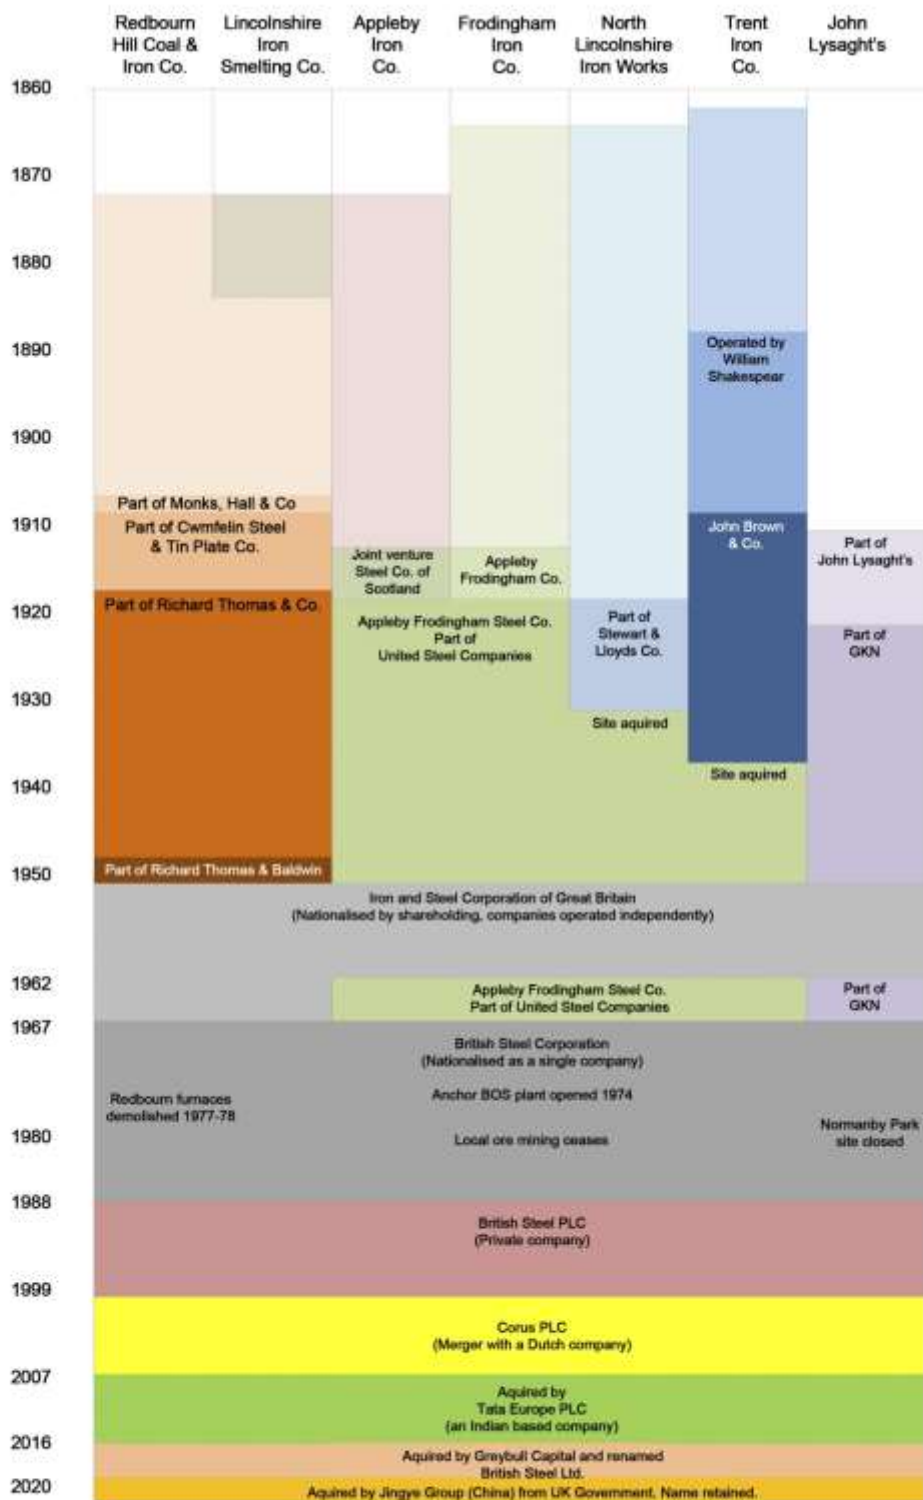 Redbourn
Hill Coal &
Iron Co.
Lincolnshire
Iron
Smelting Co.
Appleby
Iron
Co.
Frodingham
Iron
Co.
North
Lincolnshire
Iron Works
Trent
Iron
Co.
John
Lysaght's
1860
1870
1880
1890
Operated by
William
Shakespear
1900
Part of Monks, Hall & Co
1910
Part of Cwmfelin Steel
& Tin Plate Co.
Joint venture
Steel Co. of
Scotland
Appleby
Frodingham Co.
John Brown
& Co.
Part of
John Lysaght's
1920
Part of Richard Thomas & Co.
Appleby Frodingham Steel Co.
Part of
United Steel Companies
Part of
Stewart &
Lloyds Co.
Part of
GKN
1930
Site aquired
1940
Site aquired
1950
Part of Richard Thomas & Baldwin
Iron and Steel Corporation of Great Britain
(Nationalised by shareholding, companies operated independently)
1962
Appleby Frodingham Steel Co.
Part of United Steel Companies
Part of
GKN
1967
British Steel Corporation
(Nationalised as a single company)
Redbourn furnaces
demolished 1977-78
Anchor BOS plant opened 1974
1980
Local ore mining ceases
Normanby Park
site closed
1988
British Steel PLC
(Private company)
1999
Corus PLC
(Merger with a Dutch company)
2007
Aquired by
Tata Europe PLC
(an Indian based company)
2016
Aquired by Greybull Capital and renamed
British Steel Ltd.
2020
Aquired by Jingye Group (China) from UK Government, Name retained.